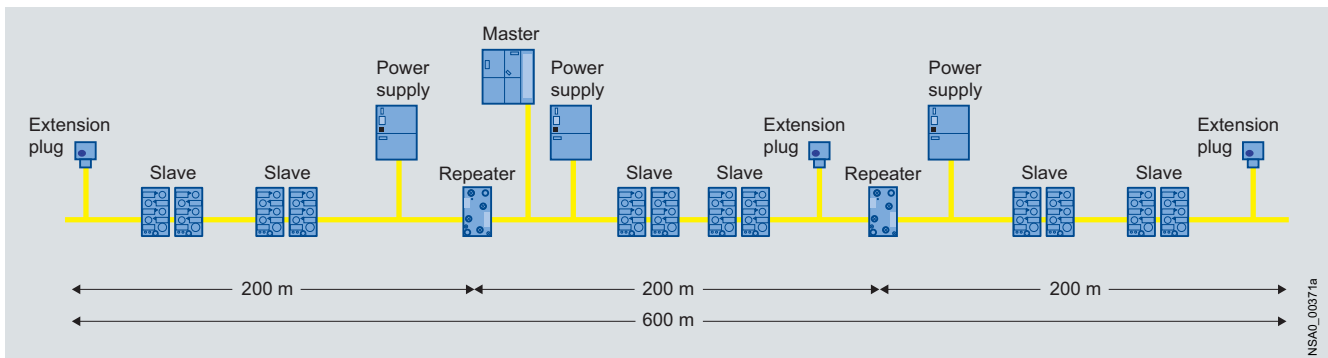 Master
Power
supply
Power
supply
Power
supply
Extension
plug
Extension
plug
Extension
plug
Slave
Slave
Repeater
Slave
Slave
Repeater
Slave
Slave
200 m
200 m
200 m
600 m
NSA0_00371a